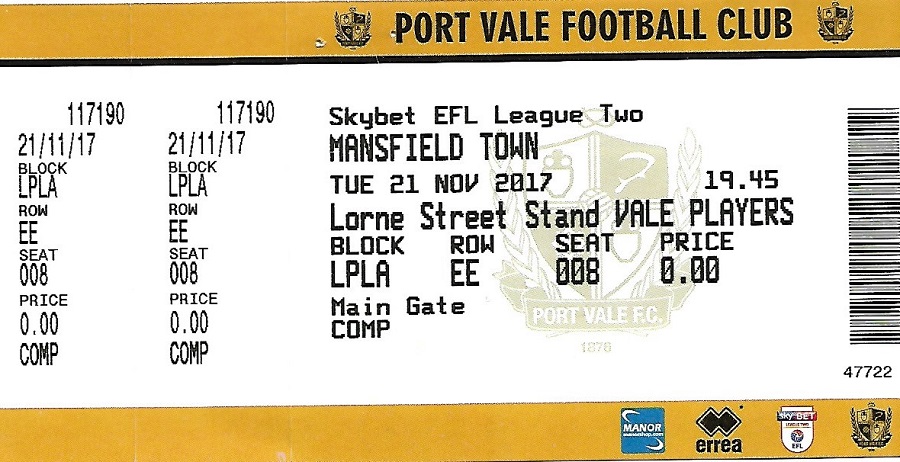 PORT VALE FOOTBALL CLUB
117190
21/11/17
BLOCK
LPLA
ROW
EE
SEAT
008
PRICE
0.00
COMP
117190
21/11/17
BLOCK
LPLA
ROW
EE
SEAT
008
PRICE
0.00
COMP
Skybet EFL League Two
MANSFIELD TOWN
TUE 21 NOV 2017 19.45
Lorne Street Stand VALE PLAYERS
BLOCK ROW SEAT PRICE
LPLA EE 008 0.00
Main Gate
COMP
PORT VALE F.C.
1876
47722
MANOR
errea
sky BET
LEAGUE TWO
EFL